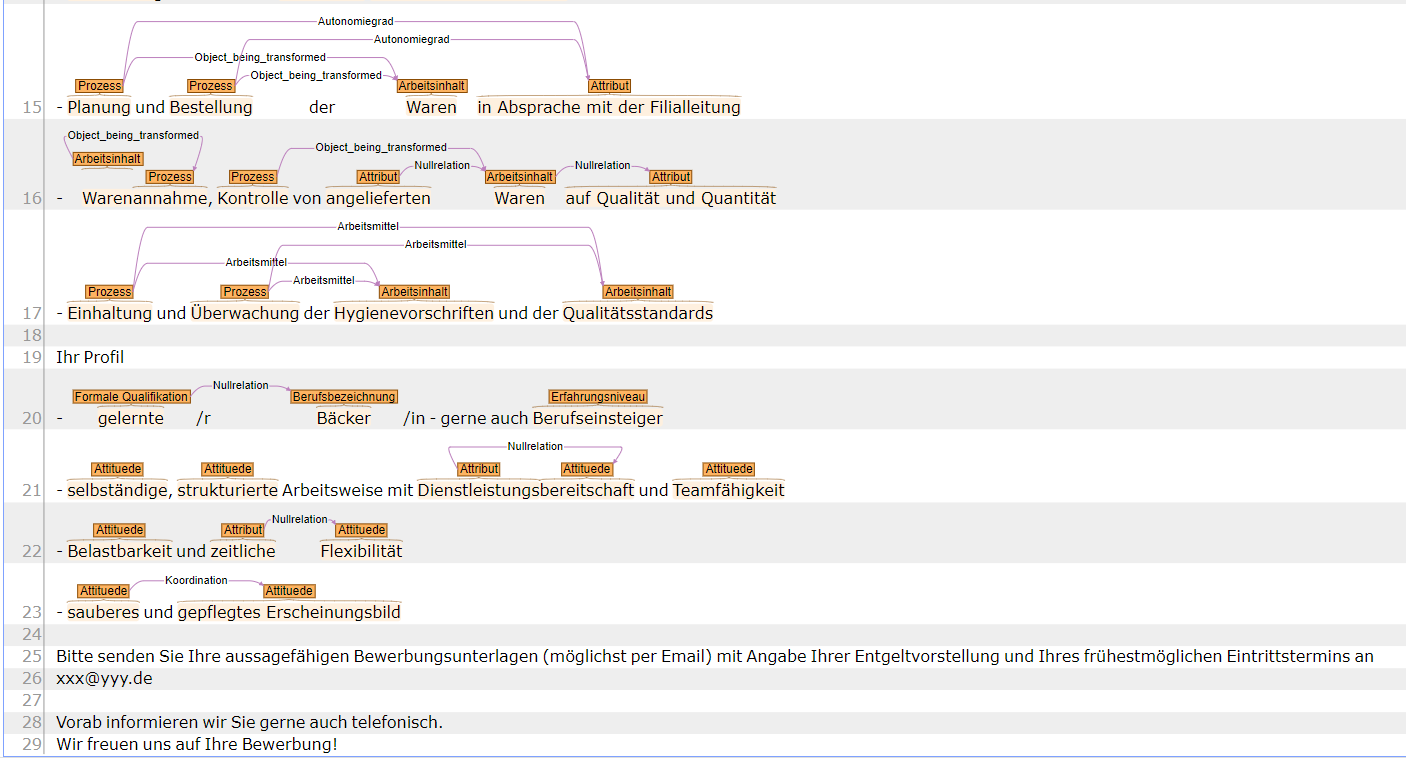 Autonomiegrad
Autonomiegrad
Object_being_transformed
Object_being_transformed
Prozess Prozess Arbeitsinhalt Attribut
15 - Planung und Bestellung der Waren in Absprache mit der Filialleitung
Object_being_transformed
Object_being_transformed
Nullrelation Nullrelation
Arbeitsinhalt
Prozess Prozess Attribut Arbeitsinhalt Attribut
16 - Warenannahme, Kontrolle von angelieferten Waren auf Qualität und Quantität
Arbeitsmittel
Arbeitsmittel
Arbeitsmittel
Arbeitsmittel
Prozess Prozess Arbeitsinhalt Arbeitsinhalt
17 - Einhaltung und Überwachung der Hygienevorschriften und der Qualitätsstandards
18
19 Ihr Profil
Nullrelation
Formale Qualifikation Berufsbezeichnung Erfahrungsniveau
20 - gelernte /r Bäcker /in - gerne auch Berufseinsteiger
Nullrelation
Attituede Attituede Attribut Attituede Attituede
21 - selbständige, strukturierte Arbeitsweise mit Dienstleistungsbereitschaft und Teamfähigkeit
Nullrelation
Attituede Attribut Attituede
22 - Belastbarkeit und zeitliche Flexibilität
Koordination
Attituede Attituede
23 - sauberes und gepflegtes Erscheinungsbild
24
25 Bitte senden Sie Ihre aussagefähigen Bewerbungsunterlagen (möglichst per Email) mit Angabe Ihrer Entgeltvorstellung und Ihres frühestmöglichen Eintrittstermins an
26 xxx@yyy.de
27
28 Vorab informieren wir Sie gerne auch telefonisch.
29 Wir freuen uns auf Ihre Bewerbung!